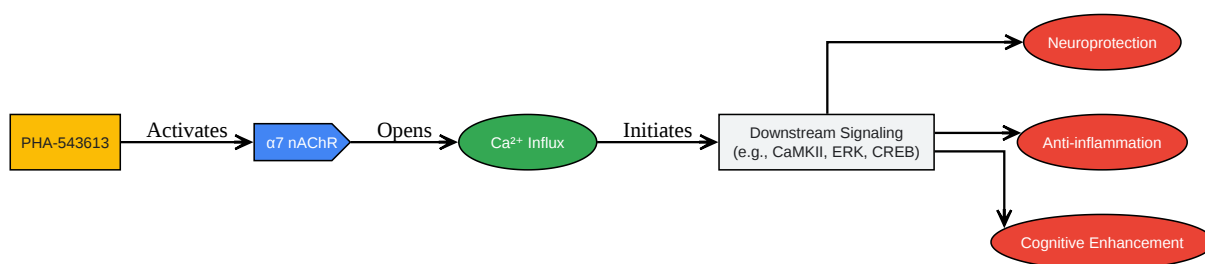 Neuroprotection
PHA-543613
Activates
α7 nAChR
Opens
Ca²⁺ Influx
Initiates
Downstream Signaling
(e.g., CaMKII, ERK, CREB)
Anti-inflammation
Cognitive Enhancement